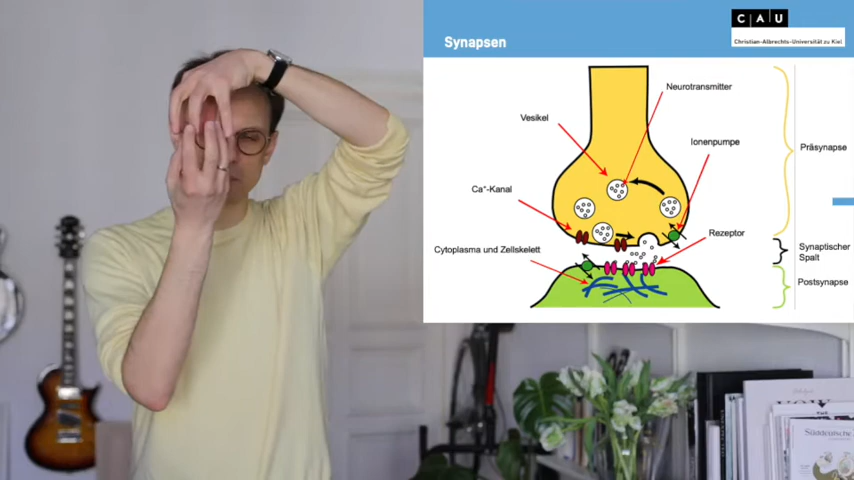 Synapsen
CAU
Christian-Albrechts-Universität zu Kiel
Neurotransmitter
Vesikel
Ionenpumpe
Präsynapse
Ca⁺-Kanal
Rezeptor
Synaptischer
Spalt
Cytoplasma und Zellskelett
Postsynapse
Süddeutsche